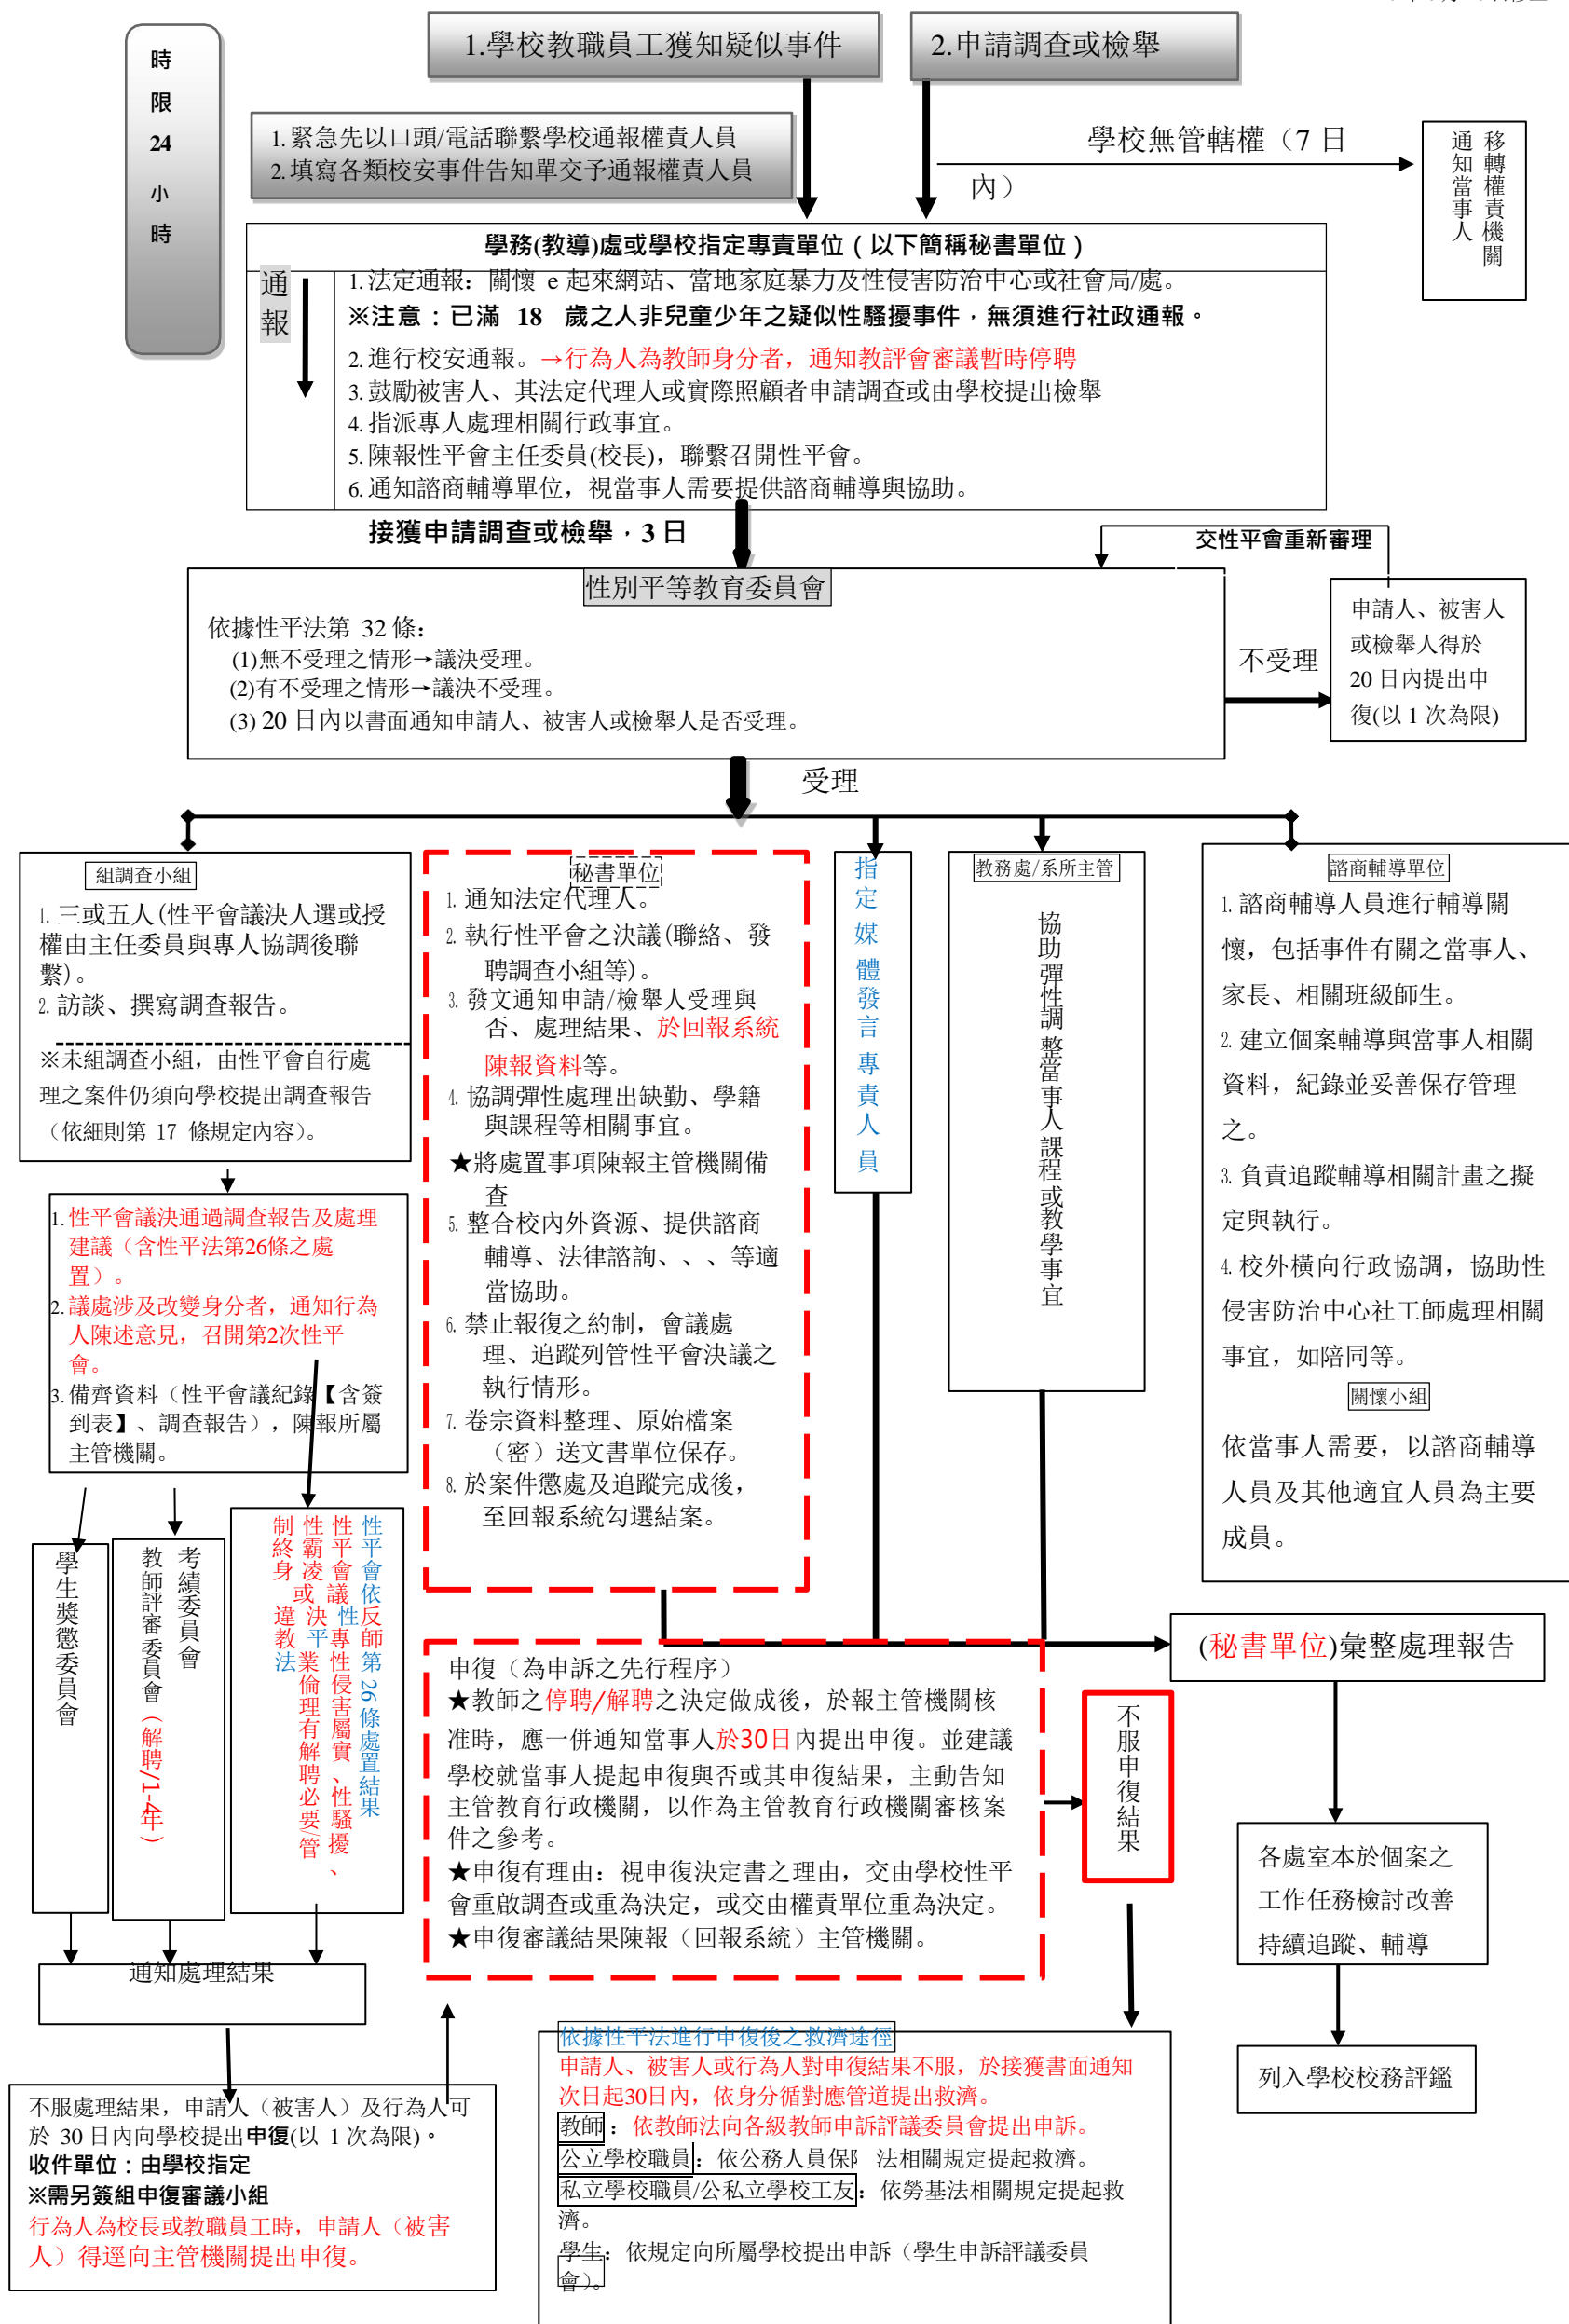 1.學校教職員工獲知疑似事件
2.申請調查或檢舉
時
限
24
小
時
1.緊急先以口頭/電話聯繫學校通報權責人員
2.填寫各類校安事件告知單交予通報權責人員
學校無管轄權（7 日
內）
移轉權責機關
通知當事人
學務(教導)處或學校指定專責單位（以下簡稱秘書單位）
通報
1.法定通報：關懷 e 起來網站、當地家庭暴力及性侵害防治中心或社會局/處。
※注意：已滿 18 歲之人非兒童少年之疑似性騷擾事件，無須進行社政通報。
2.進行校安通報。→行為人為教師身分者，通知教評會審議暫時停聘
3.鼓勵被害人、其法定代理人或實際照顧者申請調查或由學校提出檢舉
4.指派專人處理相關行政事宜。
5.陳報性平會主任委員(校長)，聯繫召開性平會。
6.通知諮商輔導單位，視當事人需要提供諮商輔導與協助。
接獲申請調查或檢舉，3 日
交性平會重新審理
性別平等教育委員會
依據性平法第 32 條：
(1)無不受理之情形→議決受理。
(2)有不受理之情形→議決不受理。
(3) 20 日內以書面通知申請人、被害人或檢舉人是否受理。
不受理
申請人、被害人
或檢舉人得於
20 日內提出申
復(以 1 次為限)
受理
組調查小組
1. 三或五人(性平會議決人選或授
權由主任委員與專人協調後聯
繫)。
2. 訪談、撰寫調查報告。
※未組調查小組，由性平會自行處
理之案件仍須向學校提出調查報告
（依細則第 17 條規定內容)。
1.性平會議決通過調查報告及處理
建議（含性平法第26條之處
置）。
2.議處涉及改變身分者，通知行為
人陳述意見，召開第2次性平
會。
3.備齊資料（性平會議紀錄【含簽
到表】、調查報告），陳報所屬
主管機關。
秘書單位
1. 通知法定代理人。
2. 執行性平會之決議(聯絡、發
聘調查小組等)。
3. 發文通知申請/檢舉人受理與
否、處理結果、於回報系統
陳報資料等。
4. 協調彈性處理出缺勤、學籍
與課程等相關事宜。
★將處置事項陳報主管機關備
查
5. 整合校內外資源、提供諮商
輔導、法律諮詢、、、等適
當協助。
6. 禁止報復之約制，會議處
理、追蹤列管性平會決議之
執行情形。
7. 卷宗資料整理、原始檔案
（密）送文書單位保存。
8. 於案件懲處及追蹤完成後，
至回報系統勾選結案。
指定媒體發言專責人員
教務處/系所主管
協助彈性調整當事人課程或教學事宜
諮商輔導單位
1. 諮商輔導人員進行輔導關
懷，包括事件有關之當事人、
家長、相關班級師生。
2. 建立個案輔導與當事人相關
資料，紀錄並妥善保存管理
之。
3. 負責追蹤輔導相關計畫之擬
定與執行。
4. 校外橫向行政協調，協助性
侵害防治中心社工師處理相關
事宜，如陪同等。
關懷小組
依當事人需要，以諮商輔導
人員及其他適宜人員為主要
成員。
學生獎懲委員會
考績委員會
教師評審委員會（解聘/1-4年）
性平會依反師第 26 條處置結果
性平會議 性專性侵害屬實、性騷擾、
性霸凌或 決平業倫理有解聘必要/管
制終身 違教法
通知處理結果
不服處理結果，申請人（被害人）及行為人可
於 30 日內向學校提出申復(以 1 次為限)。
收件單位：由學校指定
※需另簽組申復審議小組
行為人為校長或教職員工時，申請人（被害
人）得逕向主管機關提出申復。
申復（為申訴之先行程序）
★教師之停聘/解聘之決定做成後，於報主管機關核
准時，應一併通知當事人於30日內提出申復。並建議
學校就當事人提起申復與否或其申復結果，主動告知
主管教育行政機關，以作為主管教育行政機關審核案
件之參考。
★申復有理由：視申復決定書之理由，交由學校性平
會重啟調查或重為決定，或交由權責單位重為決定。
★申復審議結果陳報（回報系統）主管機關。
不服申復結果
(秘書單位)彙整處理報告
各處室本於個案之
工作任務檢討改善
持續追蹤、輔導
列入學校校務評鑑
依據性平法進行申復後之救濟途徑
申請人、被害人或行為人對申復結果不服，於接獲書面通知
次日起30日內，依身分循對應管道提出救濟。
教師：依教師法向各級教師申訴評議委員會提出申訴。
公立學校職員：依公務人員保 法相關規定提起救濟。
私立學校職員/公私立學校工友：依勞基法相關規定提起救
濟。
學生：依規定向所屬學校提出申訴（學生申訴評議委員
會）。